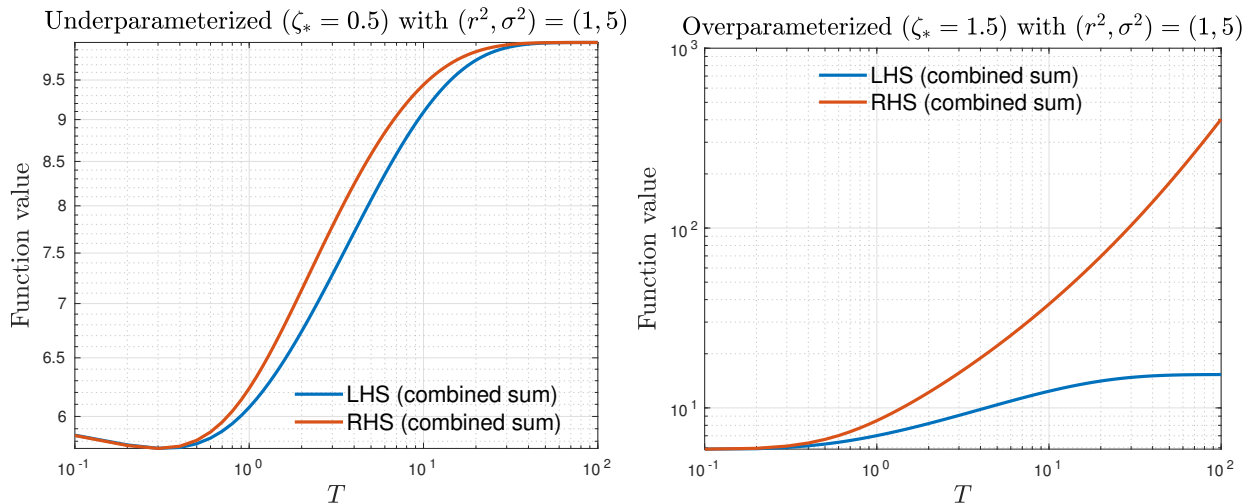 Underparameterized (ζ* = 0.5) with (r², σ²) = (1, 5)
9.5
9
8.5
8
7.5
7
6.5
6
Function value
LHS (combined sum)
RHS (combined sum)
10⁻¹
10⁰
10¹
10²
T
Overparameterized (ζ* = 1.5) with (r², σ²) = (1, 5)
10³
10²
10¹
Function value
LHS (combined sum)
RHS (combined sum)
10⁻¹
10⁰
10¹
10²
T